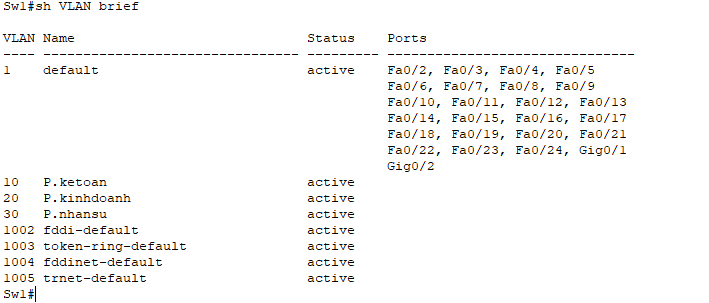 Sw1#sh VLAN brief
VLAN Name                             Status    Ports
---- -------------------------------- --------- -------------------------------
1    default                          active    Fa0/2, Fa0/3, Fa0/4, Fa0/5
                                                Fa0/6, Fa0/7, Fa0/8, Fa0/9
                                                Fa0/10, Fa0/11, Fa0/12, Fa0/13
                                                Fa0/14, Fa0/15, Fa0/16, Fa0/17
                                                Fa0/18, Fa0/19, Fa0/20, Fa0/21
                                                Fa0/22, Fa0/23, Fa0/24, Gig0/1
                                                Gig0/2
10   P.ketoan                         active
20   P.kinhdoanh                      active
30   P.nhansu                         active
1002 fddi-default                     active
1003 token-ring-default               active
1004 fddinet-default                  active
1005 trnet-default                    active
Sw1#